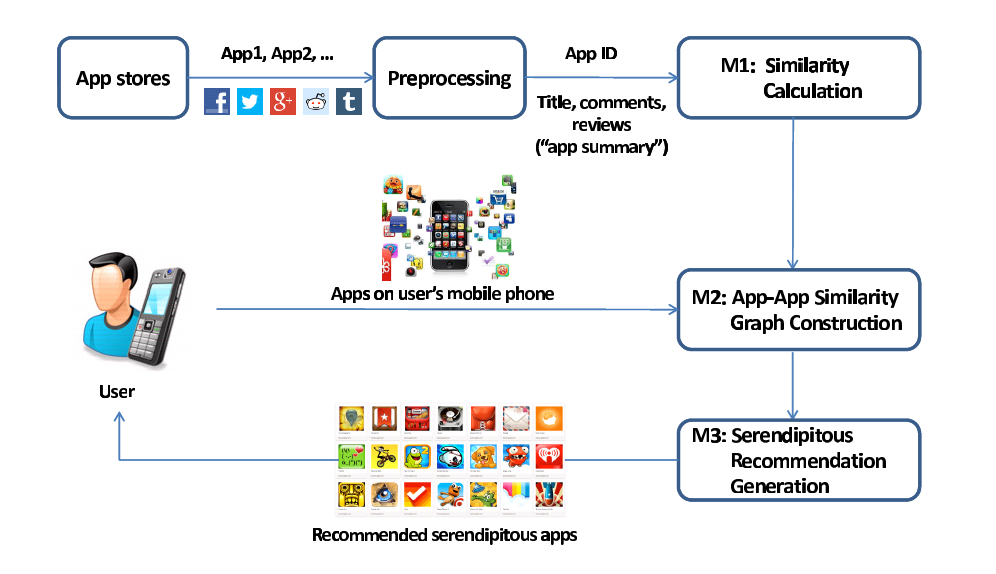 App stores
App1, App2, ...
Preprocessing
App ID
Title, comments,
reviews
("app summary")
M1: Similarity
Calculation
Apps on user's mobile phone
M2: App-App Similarity
Graph Construction
User
M3: Serendipitous
Recommendation
Generation
Recommended serendipitous apps